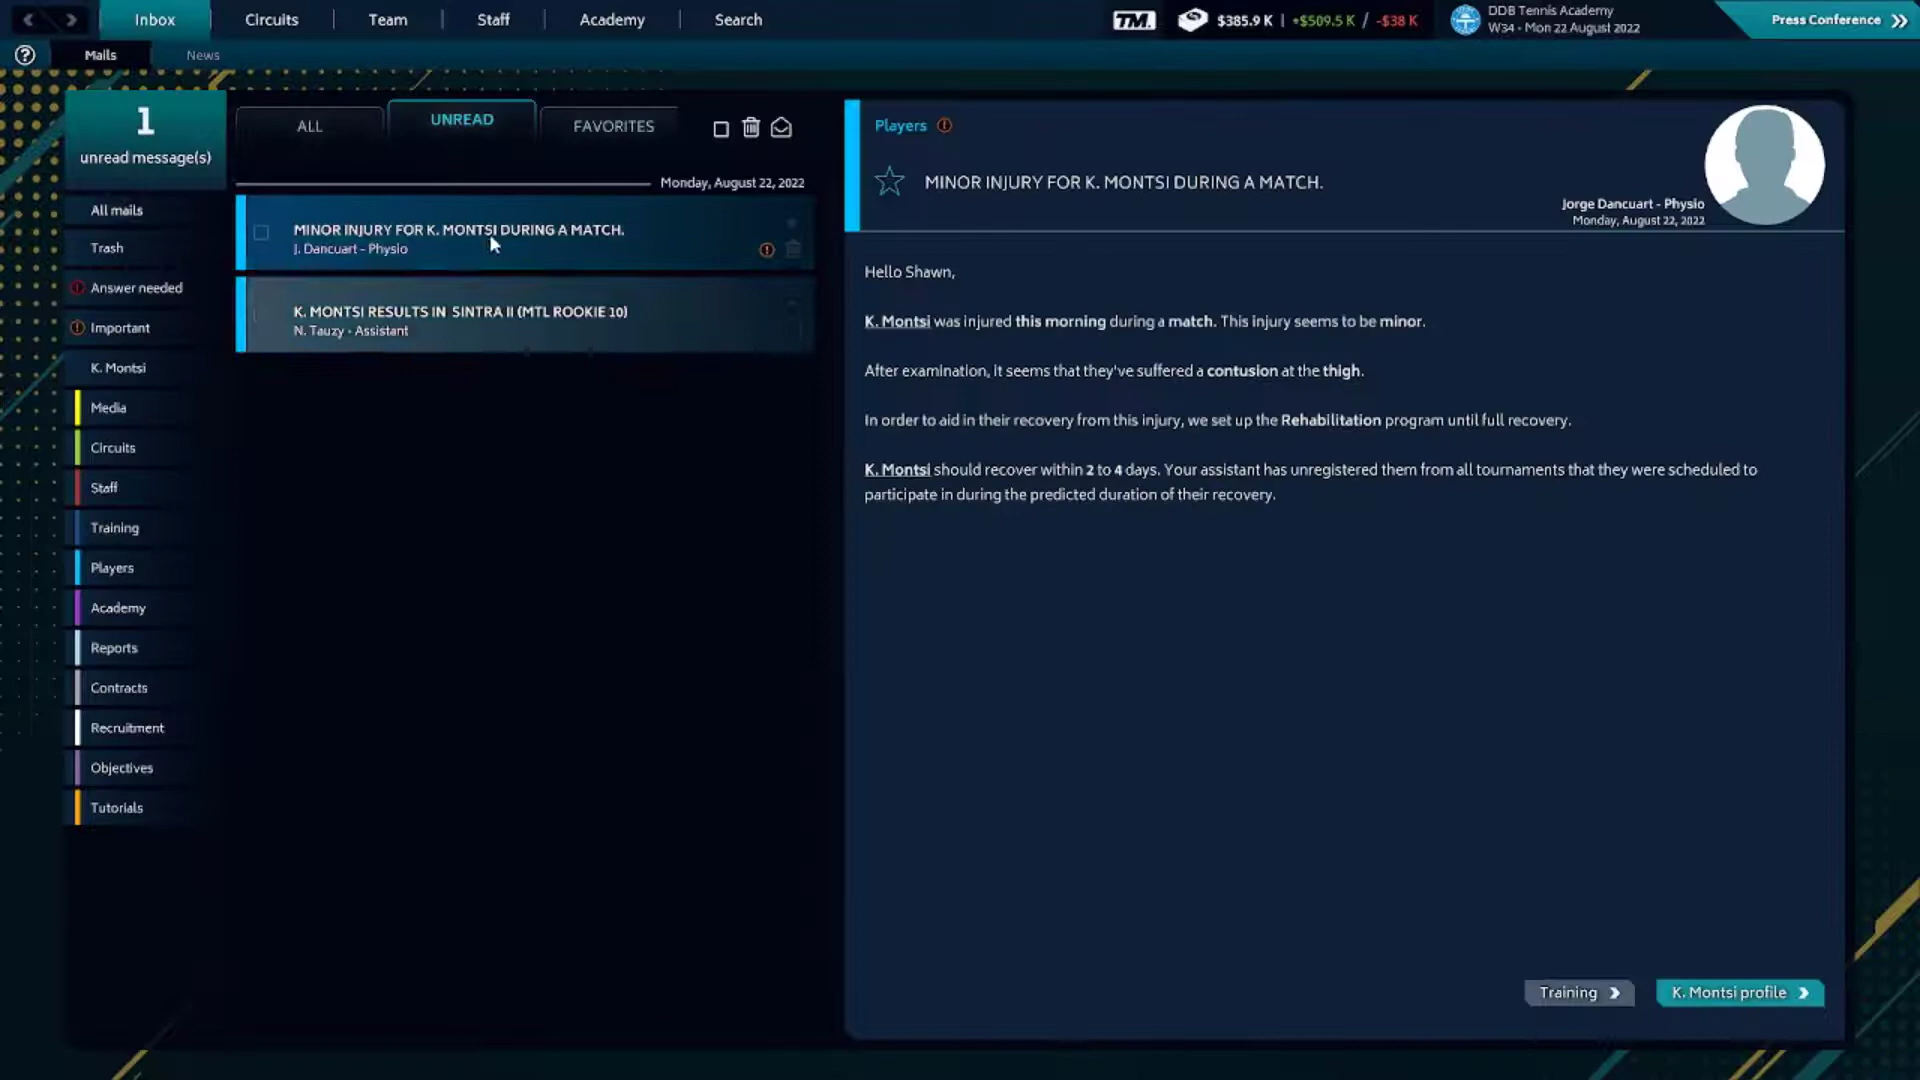 Inbox
Circuits
Team
Staff
Academy
Search
TM.
$385.9 K | +$509.5 K / -$38 K
DDB Tennis Academy
W34 - Mon 22 August 2022
Press Conference
Mails
News
1
unread message(s)
All mails
Trash
Answer needed
Important
K. Montsi
Media
Circuits
Staff
Training
Players
Academy
Reports
Contracts
Recruitment
Objectives
Tutorials
ALL
UNREAD
FAVORITES
Monday, August 22, 2022
MINOR INJURY FOR K. MONTSI DURING A MATCH.
J. Dancuart - Physio
K. MONTSI RESULTS IN SINTRA II (MTL ROOKIE 10)
N. Tauzy - Assistant
Players
MINOR INJURY FOR K. MONTSI DURING A MATCH.
Jorge Dancuart - Physio
Monday, August 22, 2022
Hello Shawn,
K. Montsi was injured this morning during a match. This injury seems to be minor.
After examination, it seems that they've suffered a contusion at the thigh.
In order to aid in their recovery from this injury, we set up the Rehabilitation program until full recovery.
K. Montsi should recover within 2 to 4 days. Your assistant has unregistered them from all tournaments that they were scheduled to
participate in during the predicted duration of their recovery.
Training
K. Montsi profile